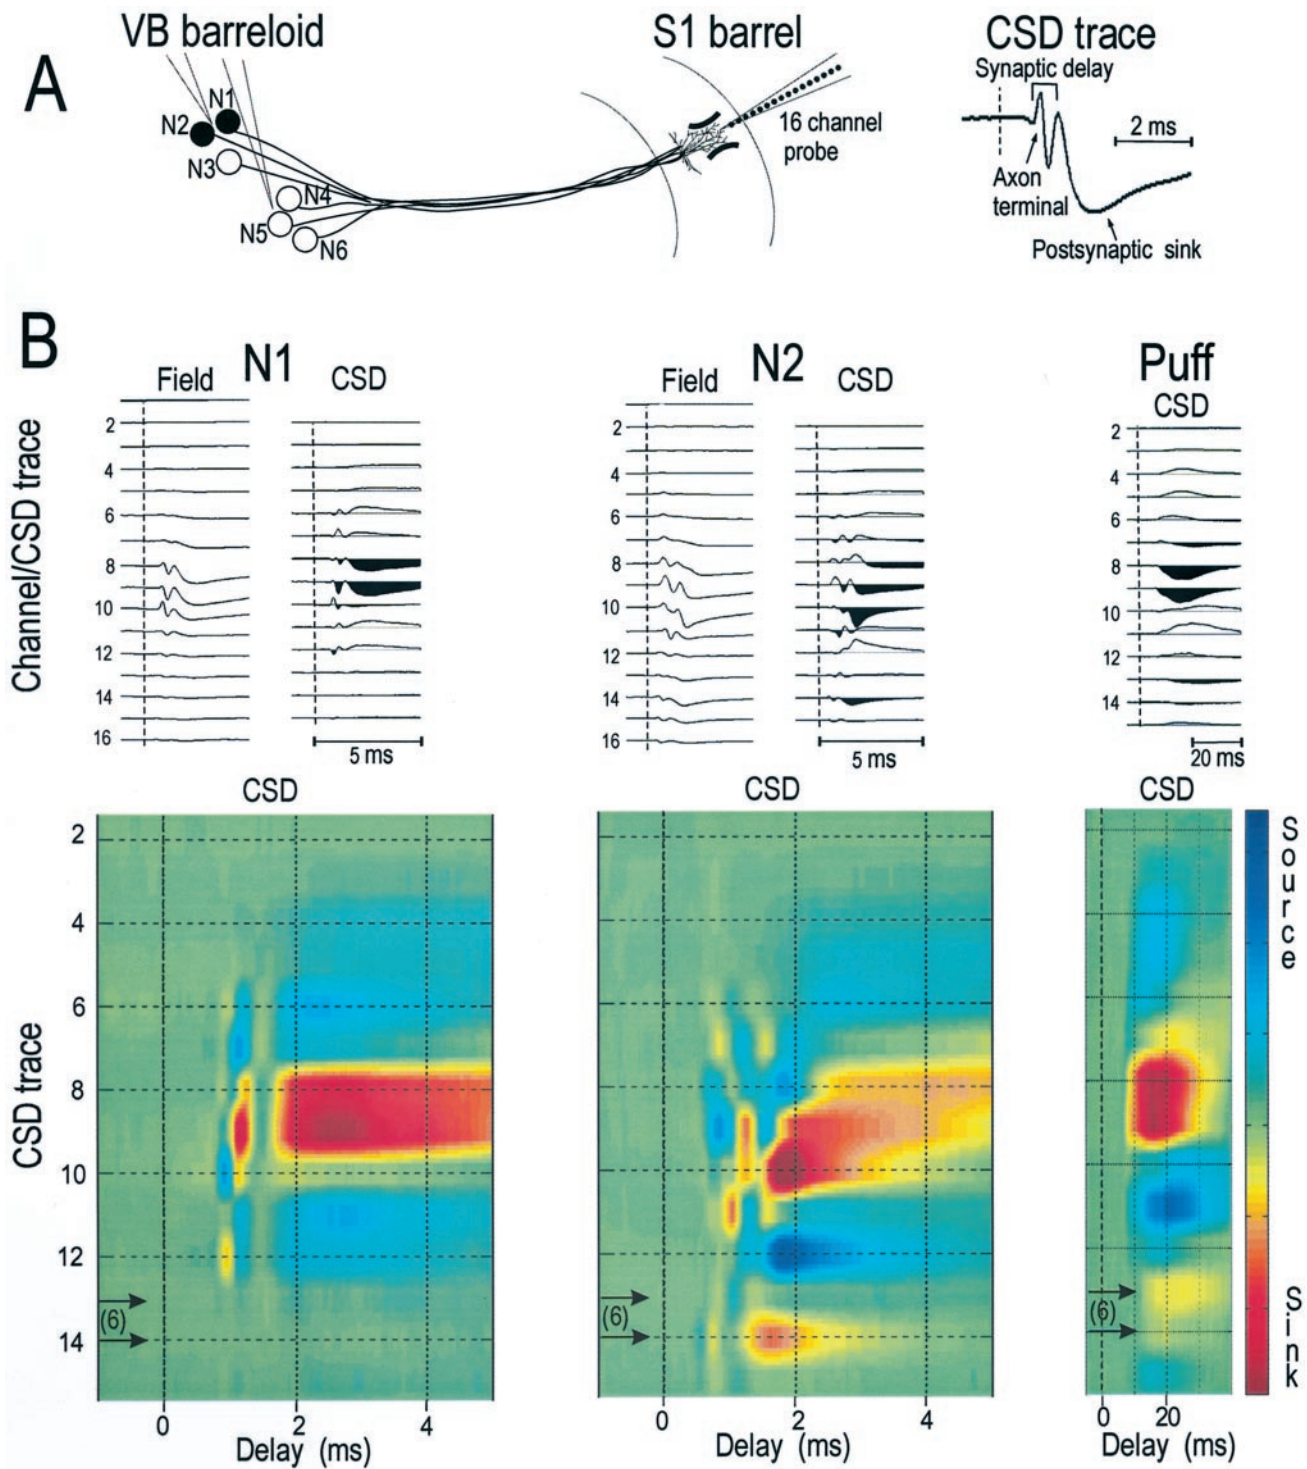 VB barreloid
S1 barrel
CSD trace
A
Synaptic delay
N1
N2
N3
N4
N5
N6
16 channel
probe
2 ms
Axon
terminal
Postsynaptic sink
B
N1
N2
Puff
Field
CSD
Field
CSD
CSD
Channel/CSD trace
2
4
6
8
10
12
14
16
5 ms
2
4
6
8
10
12
14
16
5 ms
2
4
6
8
10
12
14
20 ms
CSD
CSD
CSD
CSD trace
2
4
6
8
10
12
14
(6)
(6)
(6)
Source
Sink
0
2
4
Delay (ms)
0
2
4
Delay (ms)
0
20
Delay (ms)